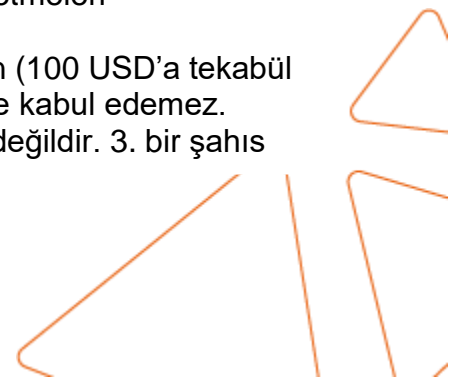 n (100 USD’a tekabül
e kabul edemez.
değildir. 3. bir şahıs